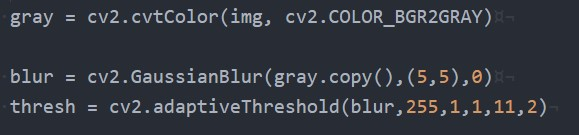 gray = cv2.cvtColor(img, cv2.COLOR_BGR2GRAY)
blur = cv2.GaussianBlur(gray.copy(),(5,5),0)
thresh = cv2.adaptiveThreshold(blur,255,1,1,11,2)